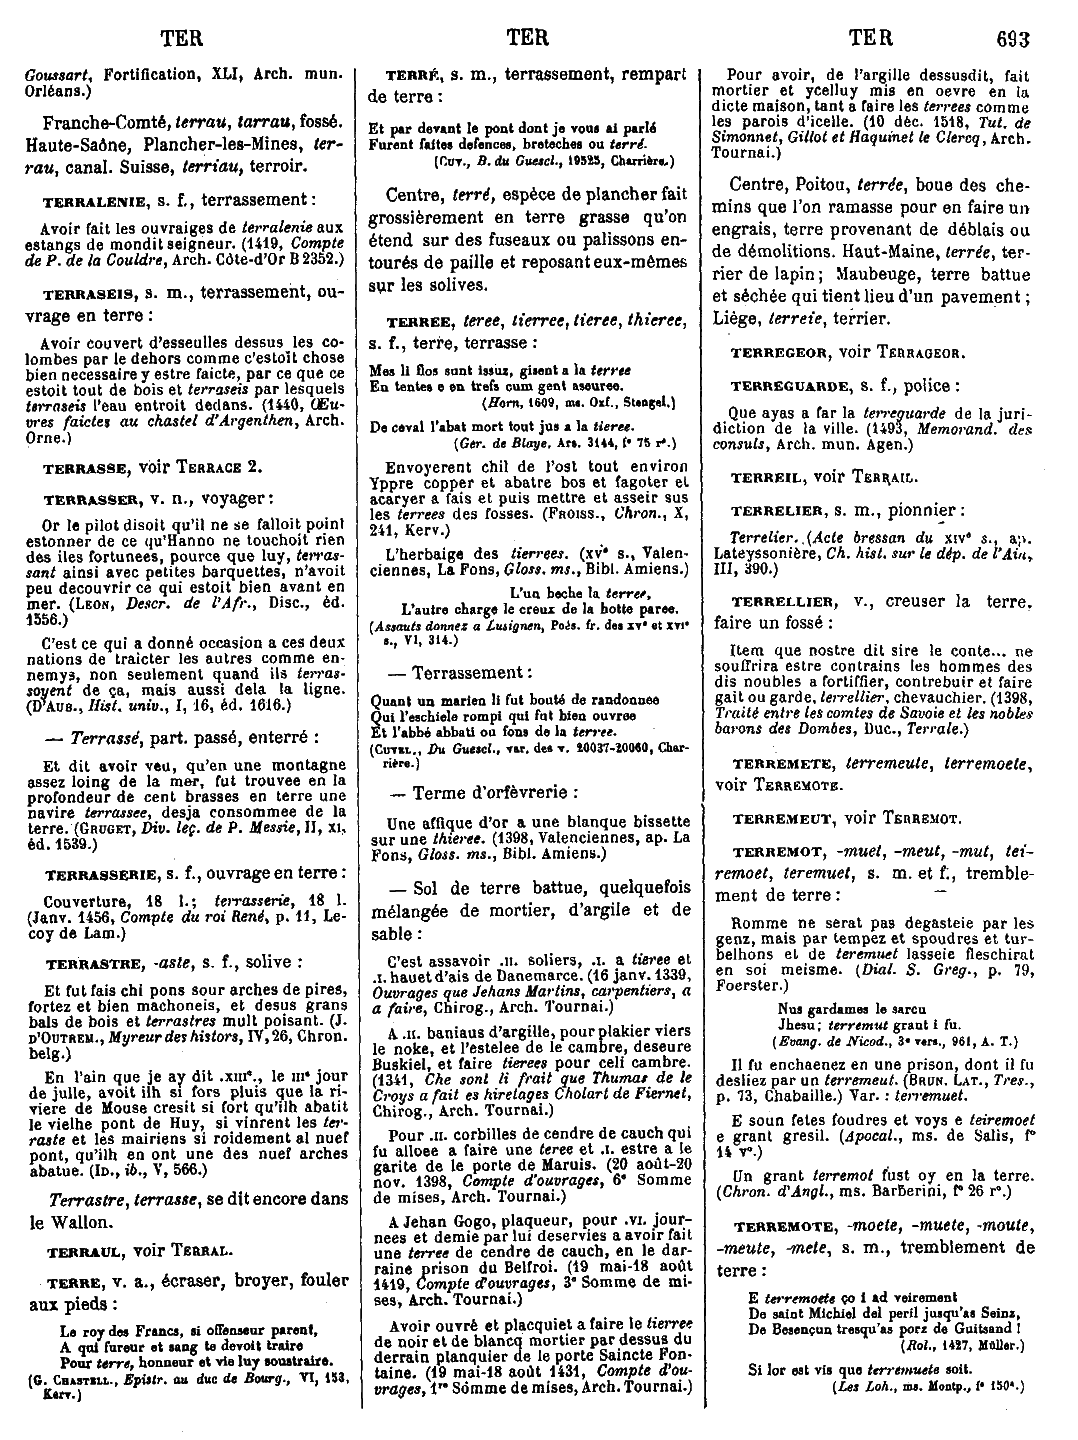 TER
TER
TER
693
Goussart, Fortification, XLI, Arch. mun.
Orléans.)
Franche-Comté, terrau, tarrau, fossé.
Haute-Saône, Plancher-les-Mines, ter-
rau, canal. Suisse, terriau, terroir.
TERRALENIE, s. f., terrassement :
Avoir fait les ouvraiges de terralenie aux
estangs de mondit seigneur. (1419, Compte
de P. de la Couldre, Arch. Côte-d'Or B 2352.)
TERRASEIS, s. m., terrassement, ou-
vrage en terre :
Avoir couvert d'esseulles dessus les co-
lombes par le dehors comme c'estoit chose
bien necessaire y estre faicte, par ce que ce
estoit tout de bois et terraseis par lesquels
terraseis l'eau entroit dedans. (1440, Œu-
vres faictes au chastel d'Argenthen, Arch.
Orne.)
TERRASSE, voir TERRACE 2.
TERRASSER, v. n., voyager :
Or le pilot disoit qu'il ne se falloit point
estonner de ce qu'Hanno ne touchoit rien
des iles fortunees, pource que luy, terras-
sant ainsi avec petites barquettes, n'avoit
peu decouvrir ce qui estoit bien avant en
mer. (LEON, Descr. de l'Afr., Disc., éd.
1556.)
C'est ce qui a donné occasion a ces deux
nations de traicter les autres comme en-
nemys, non seulement quand ils terras-
soyent de ça, mais aussi dela la ligne.
(D'AUB., Hist. univ., I, 16, éd. 1616.)
— Terrassé, part. passé, enterré :
Et dit avoir veu, qu'en une montagne
assez loing de la mer, fut trouvee en la
profondeur de cent brasses en terre une
navire terrassee, desja consommee de la
terre. (GRUGET, Div. leç. de P. Messie, II, XI,
éd. 1539.)
TERRASSERIE, s. f., ouvrage en terre :
Couverture, 18 l.; terrasserie, 18 l.
(Janv. 1456, Compte du roi René, p. 11, Le-
coy de Lam.)
TERRASTRE, -aste, s. f., solive :
Et fut fais chi pons sour arches de pires,
fortez et bien machoneis, et desus grans
bals de bois et terrastres mult poisant. (J.
D'OUTREM., Myreur des histors, IV, 26, Chron.
belg.)
En l'ain que je ay dit .XIIIe., le IIIe jour
de julle, avoit ilh si fors pluis que la ri-
viere de Mouse cresit si fort qu'ilh abatit
le vielhe pont de Huy, si vinrent les ter-
raste et les mairiens si roidement al nuef
pont, qu'ilh en ont une des nuef arches
abatue. (ID., ib., V, 566.)
Terrastre, terrasse, se dit encore dans
le Wallon.
TERRAUL, voir TERRAL.
TERRE, v. a., écraser, broyer, fouler
aux pieds :
Le roy des Francs, si offenseur parent,
A qui fureur et sang te devoit traire
Pour terre, honneur et vie luy soustraire.
(G. CHASTELL., Epistr. au duc de Bourg., VI, 153,
Kerv.)
TERRÉ, s. m., terrassement, rempart
de terre :
Et par devant le pont dont je vous ai parlé
Furent faites defences, breteches ou terré.
(CUV., B. du Guescl., 19525, Charrière.)
Centre, terré, espèce de plancher fait
grossièrement en terre grasse qu'on
étend sur des fuseaux ou palissons en-
tourés de paille et reposant eux-mêmes
sur les solives.
TERREE, teree, tierree, tieree, thieree,
s. f., terre, terrasse :
Mes li flos sunt issuz, gisent a la terree
En tentes e en trefs cum gent aseuree.
(Horn, 1609, ms. Oxf., Stengel.)
De ceval l'abat mort tout jus a la tieree.
(Ger. de Blaye, Ars. 3144, f° 75 r°.)
Envoyerent chil de l'ost tout environ
Yppre copper et abatre bos et fagoter et
acaryer a fais et puis mettre et asseir sus
les terrees des fosses. (FROISS., Chron., X,
241, Kerv.)
L'herbaige des tierrees. (XVe s., Valen-
ciennes, La Fons, Gloss. ms., Bibl. Amiens.)
L'un beche la terree,
L'autre charge le creux de la hotte paree.
(Assauts donnez a Lusignen, Poés. fr. des XVe et XVIe
s., VI, 314.)
— Terrassement :
Quant un marien li fut bouté de randonnee
Qui l'eschiele rompi qui fut bien ouvree
Et l'abbé abbati ou fons de la terree.
(CUVEL., Du Guescl., var. des v. 20037-20060, Char-
rière.)
— Terme d'orfèvrerie :
Une affique d'or a une blanque bissette
sur une thieree. (1398, Valenciennes, ap. La
Fons, Gloss. ms., Bibl. Amiens.)
— Sol de terre battue, quelquefois
mélangée de mortier, d'argile et de
sable :
C'est assavoir .II. soliers, .I. a tieree et
.I. hauet d'ais de Danemarce. (16 janv. 1339,
Ouvrages que Jehans Martins, carpentiers, a
a faire, Chirog., Arch. Tournai.)
A .II. baniaus d'argille, pour plakier viers
le noke, et l'estelee de le cambre, deseure
Buskiel, et faire tierees pour celi cambre.
(1341, Che sont li frait que Thumas de le
Croys a fait es hiretages Cholart de Fiernet,
Chirog., Arch. Tournai.)
Pour .II. corbilles de cendre de cauch qui
fu alloee a faire une teree et .I. estre a le
garite de le porte de Maruis. (20 août-20
nov. 1398, Compte d'ouvrages, 6e Somme
de mises, Arch. Tournai.)
A Jehan Gogo, plaqueur, pour .VI. jour-
nees et demie par lui deservies a avoir fait
une terree de cendre de cauch, en le dar-
raine prison du Belfroi. (19 mai-18 août
1419, Compte d'ouvrages, 3e Somme de mi-
ses, Arch. Tournai.)
Avoir ouvré et placquiet a faire le tierree
de noir et de blancq mortier par dessus du
derrain planquier de le porte Saincte Fon-
taine. (19 mai-18 août 1431, Compte d'ou-
vrages, 1re Somme de mises, Arch. Tournai.)
Pour avoir, de l'argille dessusdit, fait
mortier et ycelluy mis en oevre en la
dicte maison, tant a faire les terrees comme
les parois d'icelle. (10 déc. 1518, Tut. de
Simonnet, Gillot et Haquinet le Clercq, Arch.
Tournai.)
Centre, Poitou, terrée, boue des che-
mins que l'on ramasse pour en faire un
engrais, terre provenant de déblais ou
de démolitions. Haut-Maine, terrée, ter-
rier de lapin; Maubeuge, terre battue
et séchée qui tient lieu d'un pavement ;
Liège, terreie, terrier.
TERREGEOR, voir TERRAGEOR.
TERREGUARDE, s. f., police :
Que ayas a far la terreguarde de la juri-
diction de la ville. (1493, Memorand. des
consuls, Arch. mun. Agen.)
TERREIL, voir TERRAIL.
TERRELIER, s. m., pionnier :
Terrelier. (Acte bressan du XIVe s., ap.
Lateyssonière, Ch. hist. sur le dép. de l'Ain,
III, 390.)
TERRELLIER, v., creuser la terre,
faire un fossé :
Item que nostre dit sire le conte... ne
souffrira estre contrains les hommes des
dis noubles a fortiffier, contrebuir et faire
gait ou garde, terrellier, chevauchier. (1398,
Traité entre les comtes de Savoie et les nobles
barons des Dombes, Duc., Terrale.)
TERREMETE, terremeute, terremoete,
voir TERREMOTE.
TERREMEUT, voir TERREMOT.
TERREMOT, -muet, -meut, -mut, tei-
remoet, teremuet, s. m. et f., tremble-
ment de terre :
Romme ne serat pas degasteie par les
genz, mais par tempez et spoudres et tur-
belhons et de teremuet lasseie fleschirat
en soi meisme. (Dial. S. Greg., p. 79,
Foerster.)
Nus gardames le sarcu
Jhesu; terremut grant i fu.
(Evang. de Nicod., 3e vers., 961, A. T.)
Il fu enchaenez en une prison, dont il fu
desliez par un terremeut. (BRUN. LAT., Tres.,
p. 73, Chabaille.) Var. : terremuet.
E soun fetes foudres et voys e teiremoet
e grant gresil. (Apocal., ms. de Salis, f°
14 v°.)
Un grant terremot fust oy en la terre.
(Chron. d'Angl., ms. Barberini, f° 26 r°.)
TERREMOTE, -moete, -muete, -moute,
-meute, -mete, s. m., tremblement de
terre :
E terremoete ço i ad veirement
De saint Michiel del peril jusqu'as Seinz,
De Besençun tresqu'as porz de Guitsand !
(Rol., 1427, Müller.)
Si lor est vis que terremuete soit.
(Les Loh., ms. Montp., f° 150a.)